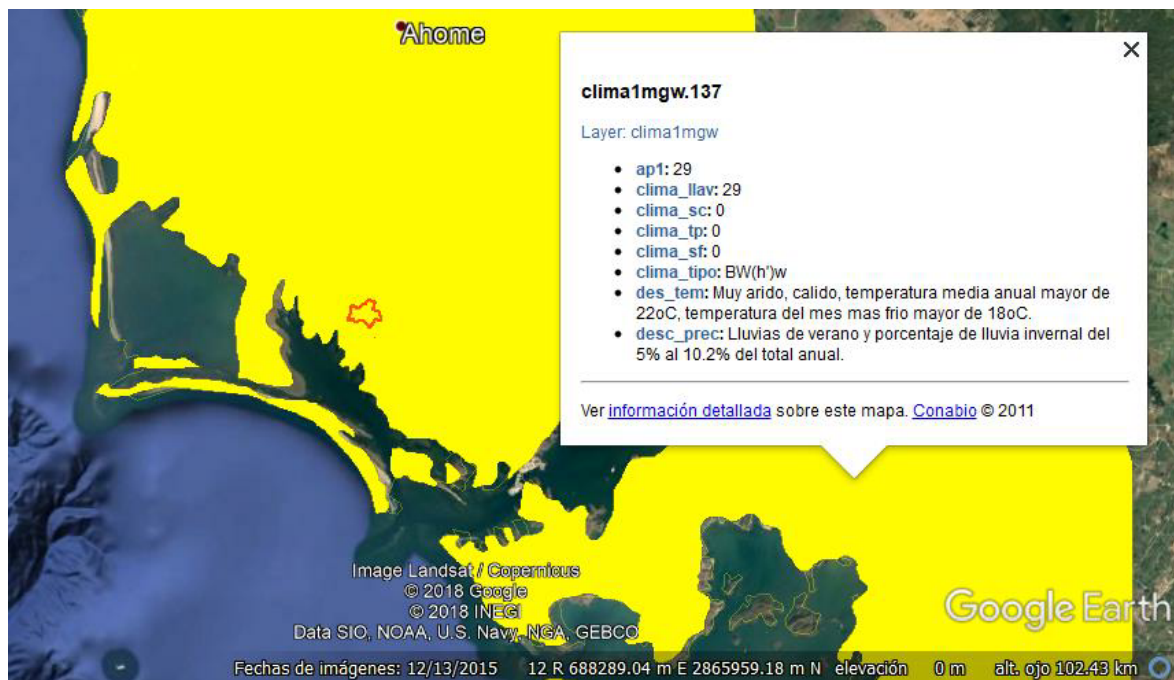 Ahome
clima1mgw.137
Layer: clima1mgw
ap1: 29
clima_llav: 29
clima_sc: 0
clima_tp: 0
clima_sf: 0
clima_tipo: BW(h')w
des_tem: Muy arido, calido, temperatura media anual mayor de
22oC, temperatura del mes mas frio mayor de 18oC.
desc_prec: Lluvias de verano y porcentaje de lluvia invernal del
5% al 10.2% del total anual.
Ver información detallada sobre este mapa. Conabio © 2011
Image Landsat / Copernicus
© 2018 Google
© 2018 INEGI
Data SIO, NOAA, U.S. Navy, NGA, GEBCO
Google Earth
Fechas de imágenes: 12/13/2015 12 R 688289.04 m E 2865959.18 m N elevación 0 m alt. ojo 102.43 km